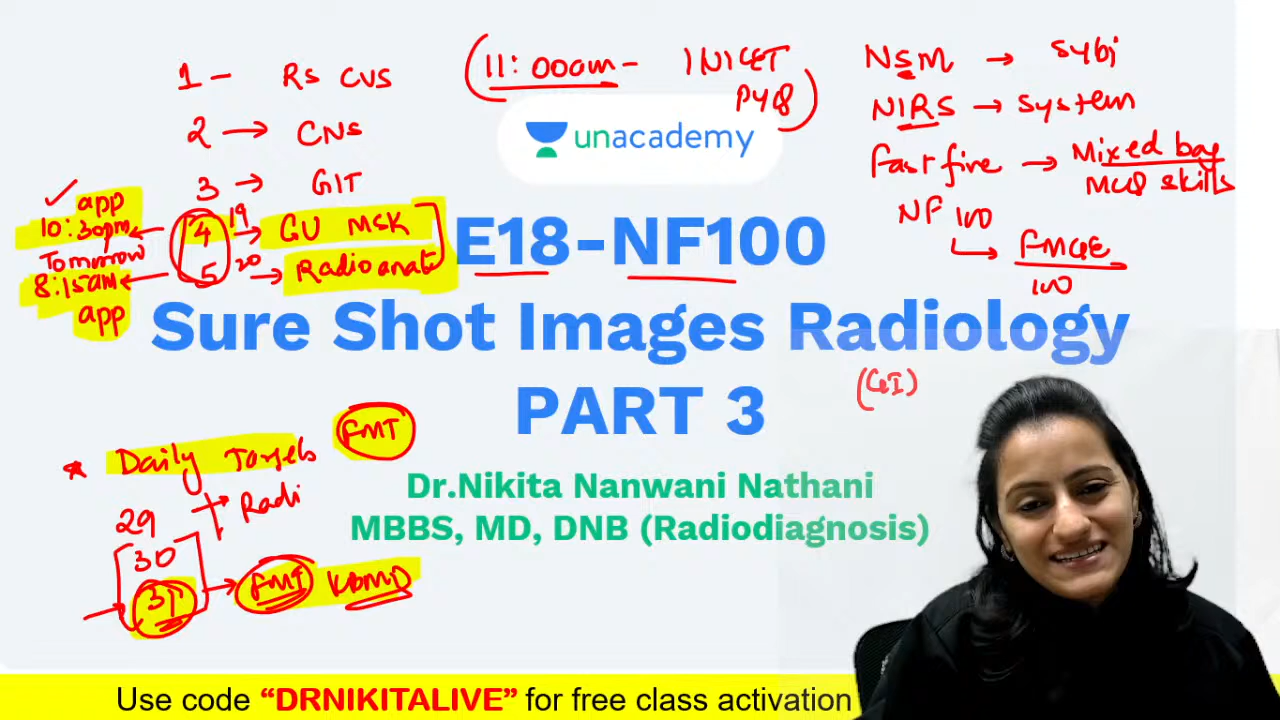 1 – RS CVS
2 → CNS
3 → GIT
4 19 → GU MSK
5 20 → Radioanat
✓ app
10:30pm
Tomorrow
8:15am
app
(11:00am – INICET
PYQ)
NSM → Subj
NIRS → System
Fast fire → Mixed bag
MCQ skills
NF 100
→ FMGE
100
unacademy
E18-NF100
Sure Shot Images Radiology
(GI)
PART 3
Dr.Nikita Nanwani Nathani
MBBS, MD, DNB (Radiodiagnosis)
* Daily Targets FMT
→ Radi
29
30
31 → FMT
Use code “DRNIKITALIVE” for free class activation